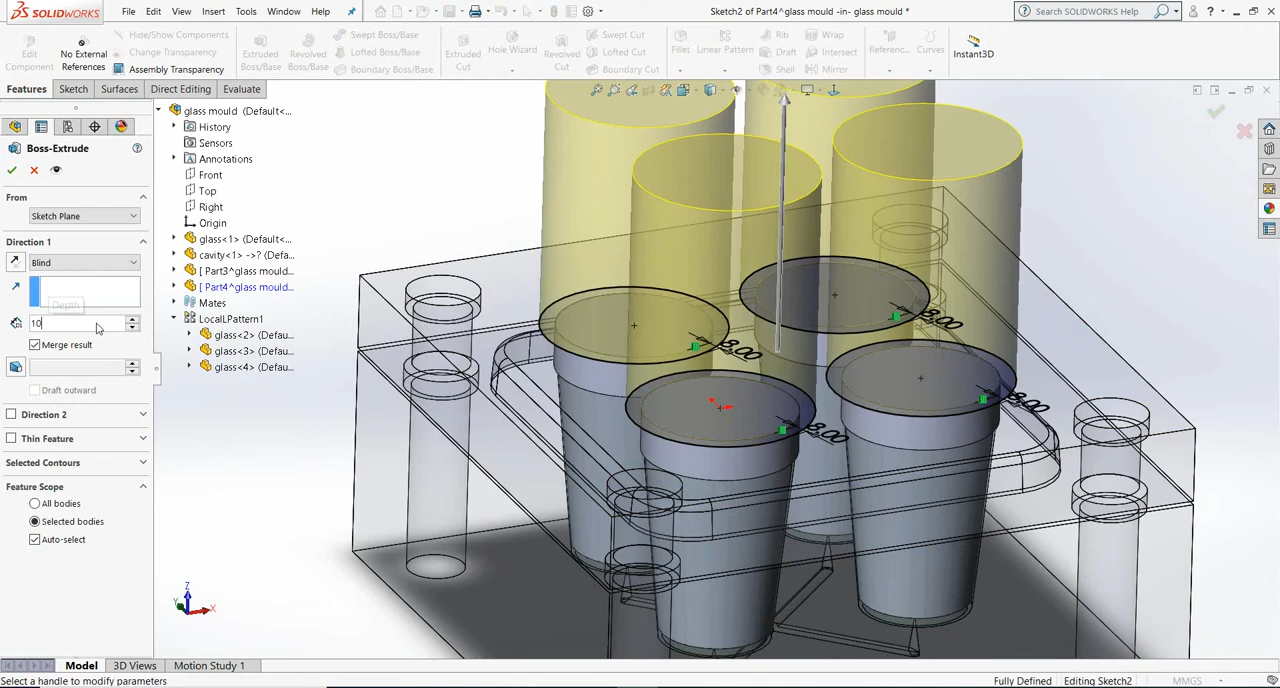 SOLIDWORKS File Edit View Insert Tools Window Help Sketch2 of Part4^glass mould -in- glass mould * Search SOLIDWORKS Help ?
Edit Component
No External References
Hide/Show Components
Change Transparency
Assembly Transparency
Extruded Boss/Base
Revolved Boss/Base
Swept Boss/Base
Lofted Boss/Base
Boundary Boss/Base
Extruded Cut
Hole Wizard
Revolved Cut
Swept Cut
Lofted Cut
Boundary Cut
Fillet
Linear Pattern
Rib
Draft
Shell
Wrap
Intersect
Mirror
Referenc...
Curves
Instant3D
Features Sketch Surfaces Direct Editing Evaluate
Boss-Extrude
From
Sketch Plane
Direction 1
Blind
Depth
10
Merge result
Draft outward
Direction 2
Thin Feature
Selected Contours
Feature Scope
All bodies
Selected bodies
Auto-select
glass mould (Default<...
History
Sensors
Annotations
Front
Top
Right
Origin
glass<1> (Default<...
cavity<1> ->? (Defa...
[ Part3^glass mould...
[ Part4^glass mould...
Mates
LocalLPattern1
glass<2> (Defau...
glass<3> (Defau...
glass<4> (Defau...
8.00
8.00
8.00
8.00
Z
Y
X
Model 3D Views Motion Study 1
Select a handle to modify parameters Fully Defined Editing Sketch2 MMGS